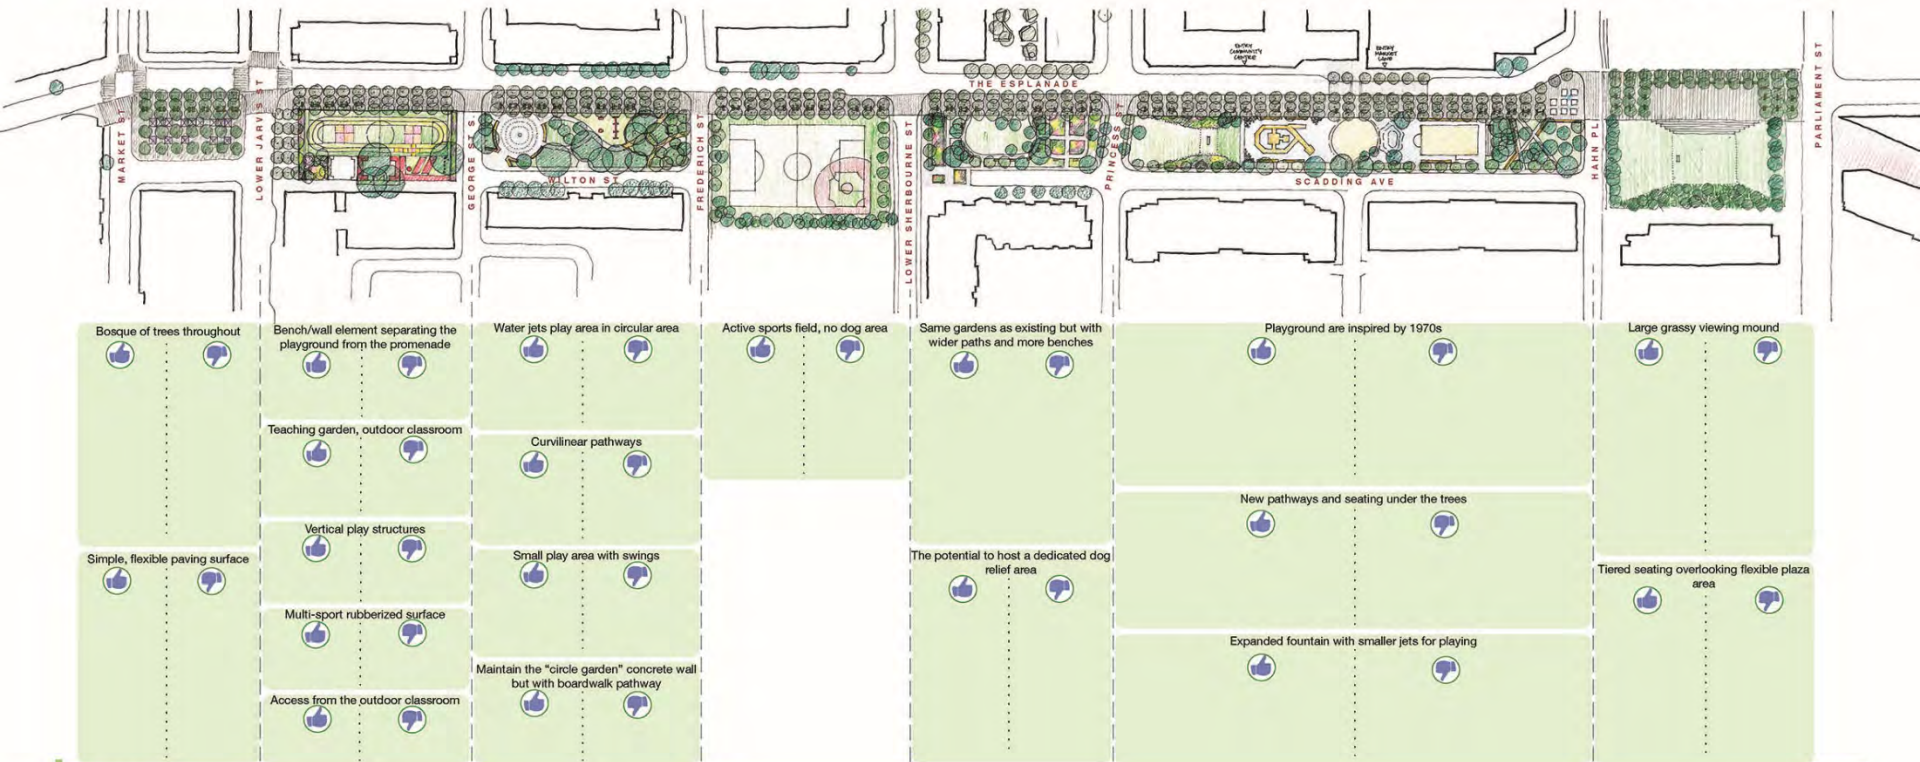 ENTRY
COMMUNITY
CENTER
ENTRY
MARKET
LANE
THE ESPLANADE
MARKET ST
LOWER JARVIS ST
GEORGE ST S.
WILTON ST
FREDERICH ST
LOWER SHERBOURNE ST
PRINCESS ST
SCADDING AVE
HAHN PL
PARLIAMENT ST
Bosque of trees throughout
Simple, flexible paving surface
Bench/wall element separating the
playground from the promenade
Teaching garden, outdoor classroom
Vertical play structures
Multi-sport rubberized surface
Access from the outdoor classroom
Water jets play area in circular area
Curvilinear pathways
Small play area with swings
Maintain the “circle garden” concrete wall
but with boardwalk pathway
Active sports field, no dog area
Same gardens as existing but with
wider paths and more benches
The potential to host a dedicated dog
relief area
Playground are inspired by 1970s
New pathways and seating under the trees
Expanded fountain with smaller jets for playing
Large grassy viewing mound
Tiered seating overlooking flexible plaza
area